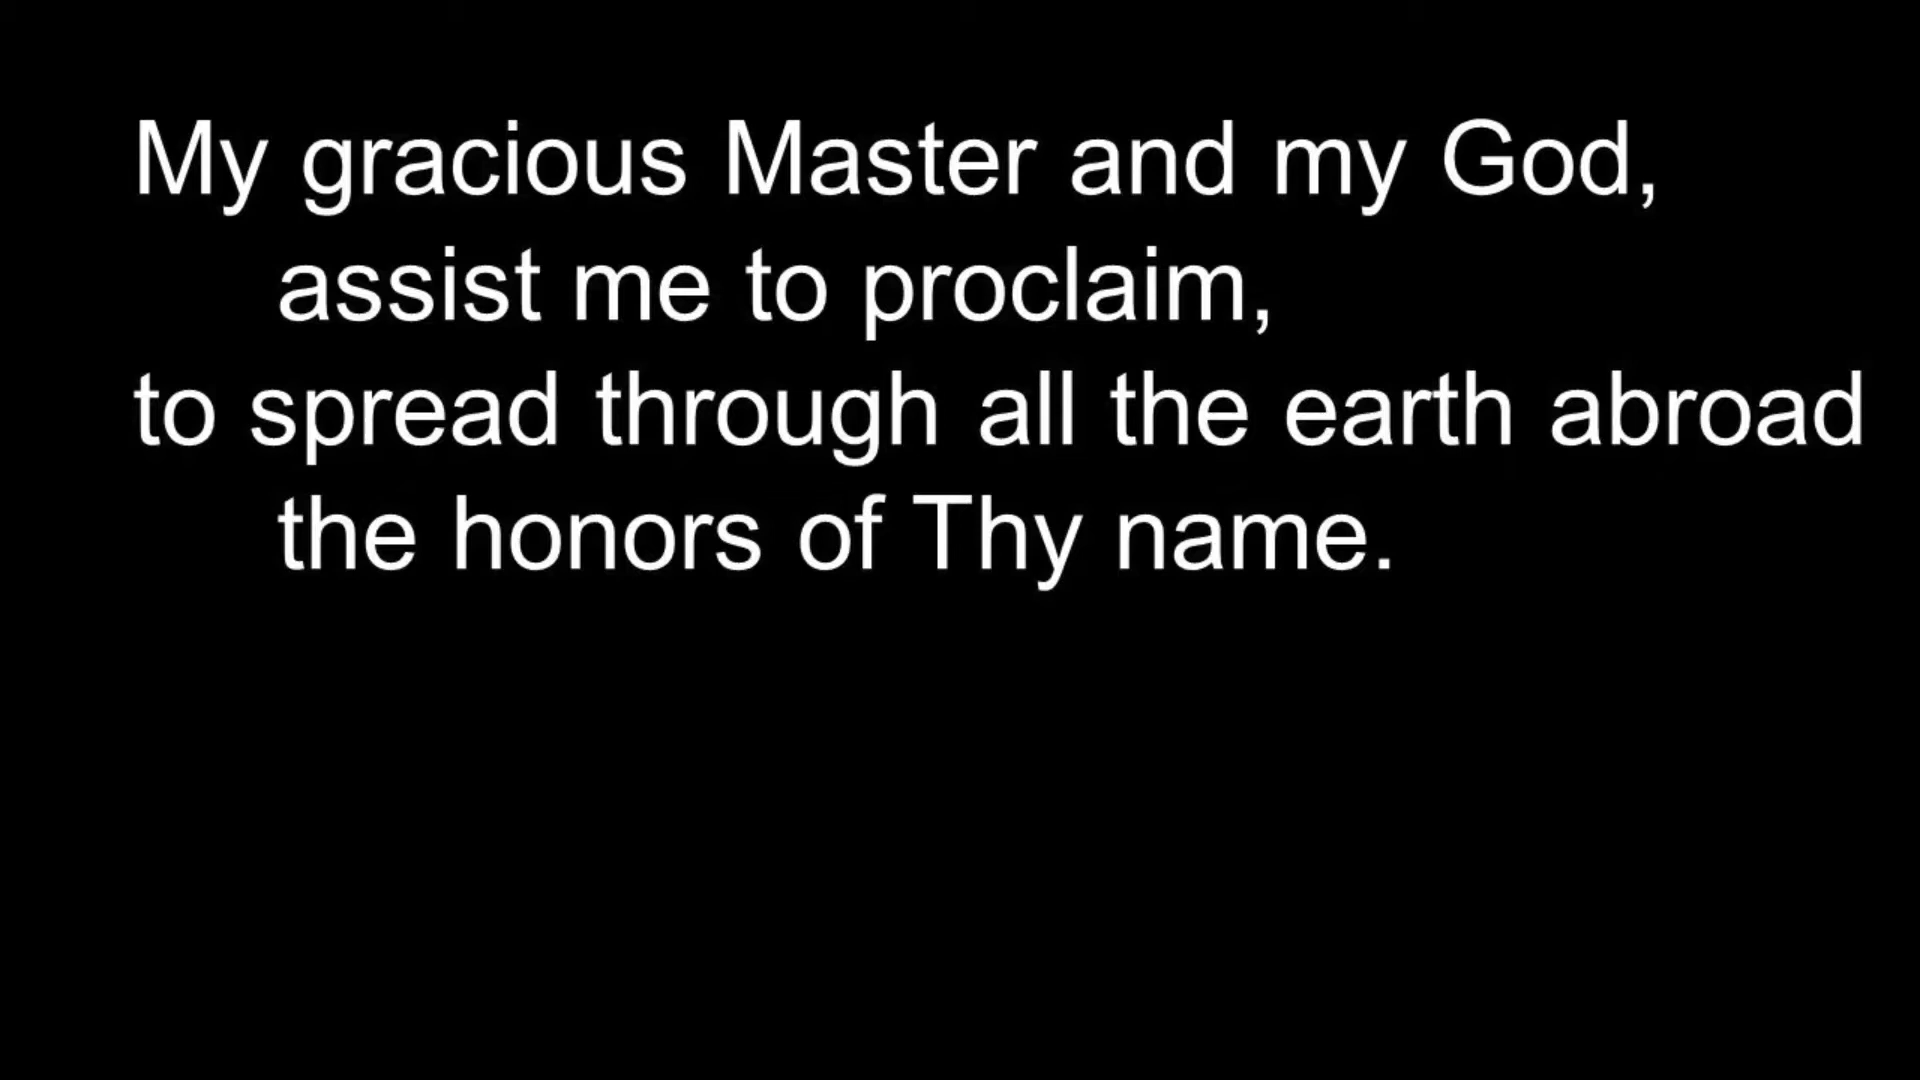 My gracious Master and my God,
assist me to proclaim,
to spread through all the earth abroad
the honors of Thy name.